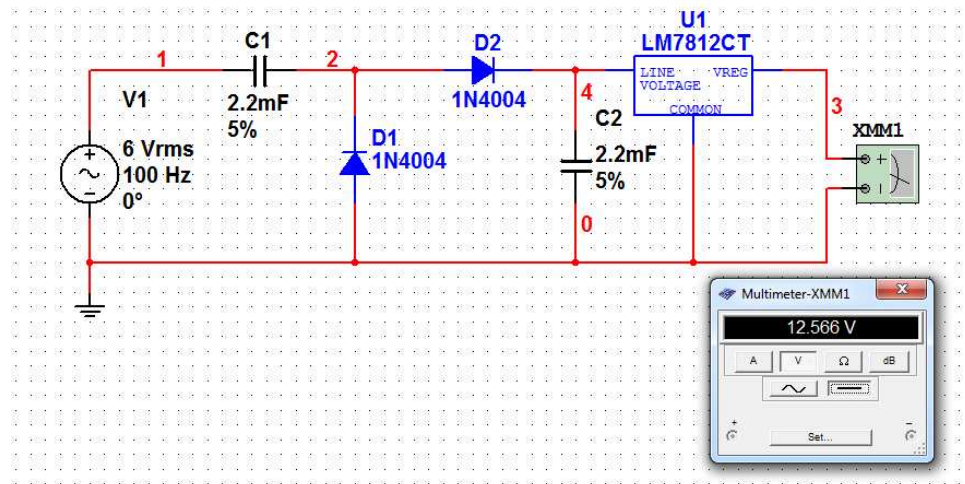 U1
C1
D2
LM7812CT
1
2
LINE VREG
VOLTAGE
COMMON
4
3
V1
2.2mF
5%
1N4004
C2
XMM1
D1
1N4004
6 Vrms
100 Hz
0°
2.2mF
5%
0
Multimeter-XMM1
12.566 V
A V Ω dB
Set...